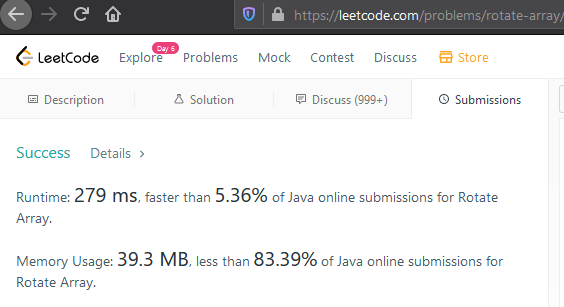 https://leetcode.com/problems/rotate-array/
LeetCode Explore Day 6 Problems Mock Contest Discuss Store
Description Solution Discuss (999+) Submissions
Success Details >
Runtime: 279 ms, faster than 5.36% of Java online submissions for Rotate
Array.
Memory Usage: 39.3 MB, less than 83.39% of Java online submissions for
Rotate Array.